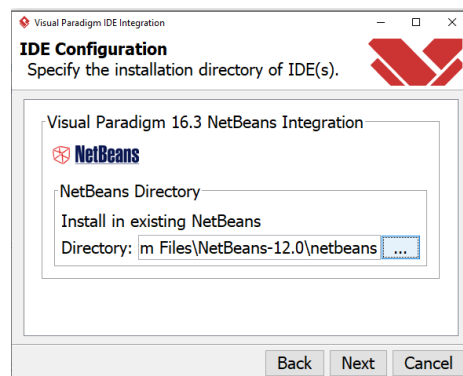 Visual Paradigm IDE Integration
IDE Configuration
Specify the installation directory of IDE(s).
Visual Paradigm 16.3 NetBeans Integration
NetBeans
NetBeans Directory
Install in existing NetBeans
Directory: m Files\NetBeans-12.0\netbeans ...
Back Next Cancel